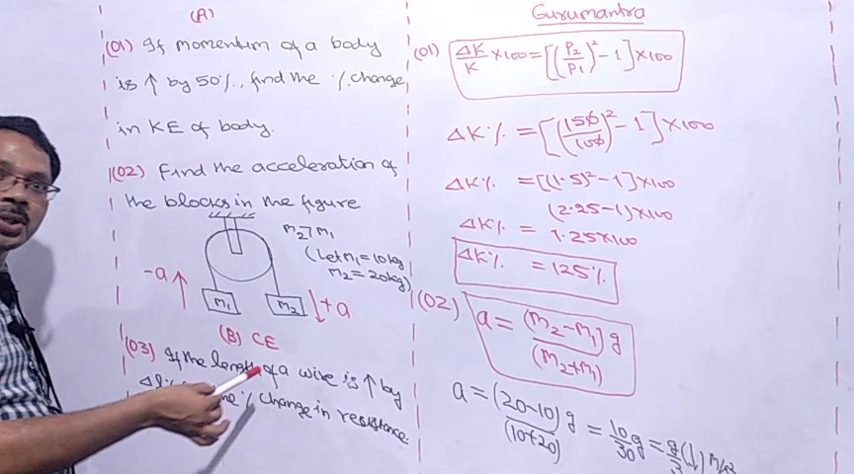 (A)
(01) If momentum of a body
is ↑ by 50%., find the %. change
in KE of body.
(02) Find the acceleration of
the blocks in the figure
m₂>m₁
(Let m₁=10kg
m₂=20kg)
-a ↑
m₁
m₂
↓+a
(B) CE
(03) If the length of a wire is ↑ by
% change in resistance.
Gurumantra
(01) ΔK/K ×100=[(P₂/P₁)²-1]×100
ΔK%. =[(150/100)²-1]×100
ΔK%. =[(1.5)²-1]×100
(2.25-1)×100
ΔK%. = 1.25×100
ΔK%. = 125%.
(02) a = (m₂-m₁)g/(m₂+m₁)
a = (20-10)g/(10+20) = 10g/30 =